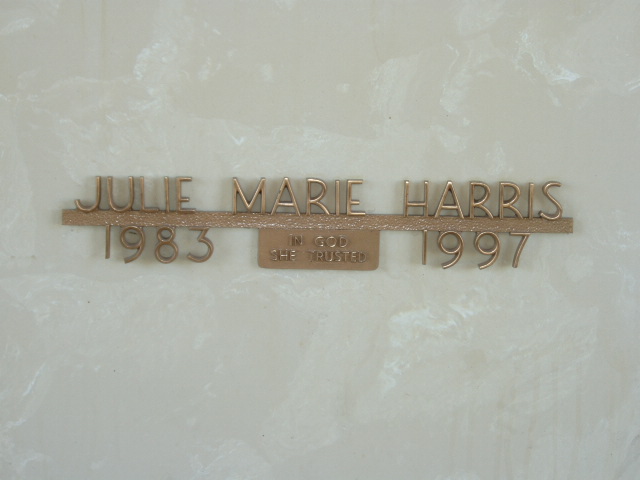 JULIE MARIE HARRIS
1983 1997
IN GOD
SHE TRUSTED